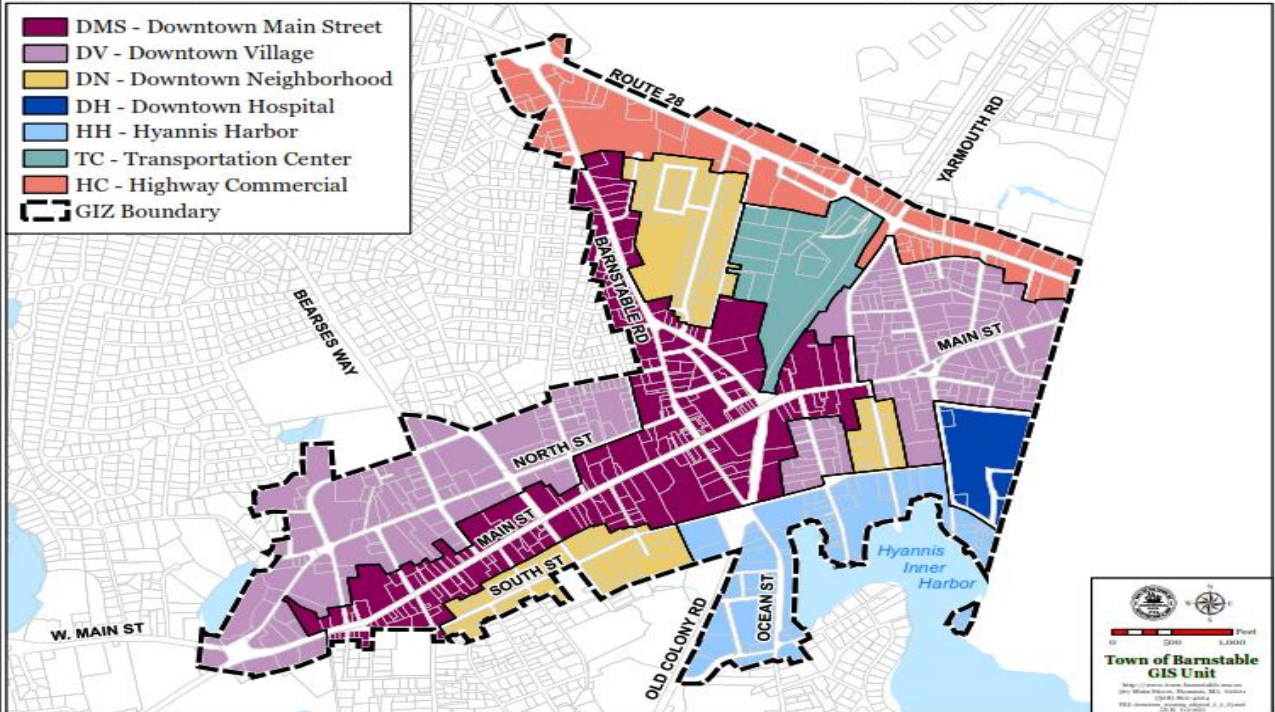 DMS - Downtown Main Street
DV - Downtown Village
DN - Downtown Neighborhood
DH - Downtown Hospital
HH - Hyannis Harbor
TC - Transportation Center
HC - Highway Commercial
GIZ Boundary
ROUTE 28
YARMOUTH RD
BARNSTABLE RD
BEARSES WAY
MAIN ST
NORTH ST
MAIN ST
SOUTH ST
W. MAIN ST
OLD COLONY RD
OCEAN ST
Hyannis
Inner
Harbor
Feet
0 500 1,000
Town of Barnstable
GIS Unit